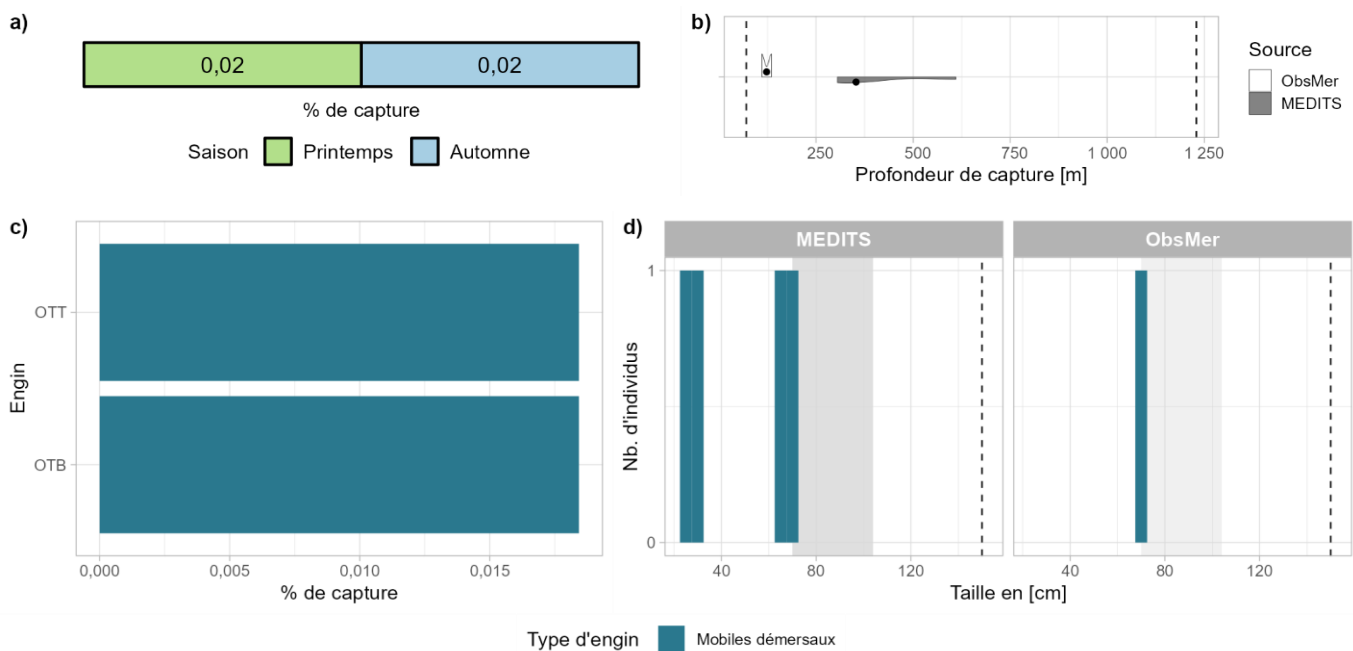 a)
0,02 0,02
% de capture
Saison Printemps Automne
b)
250 500 750 1 000 1 250
Profondeur de capture [m]
Source
ObsMer
MEDITS
c)
OTT
OTB
Engin
0,000 0,005 0,010 0,015
% de capture
d)
MEDITS ObsMer
1
0
Nb. d'individus
40 80 120 40 80 120
Taille en [cm]
Type d'engin Mobiles démersaux